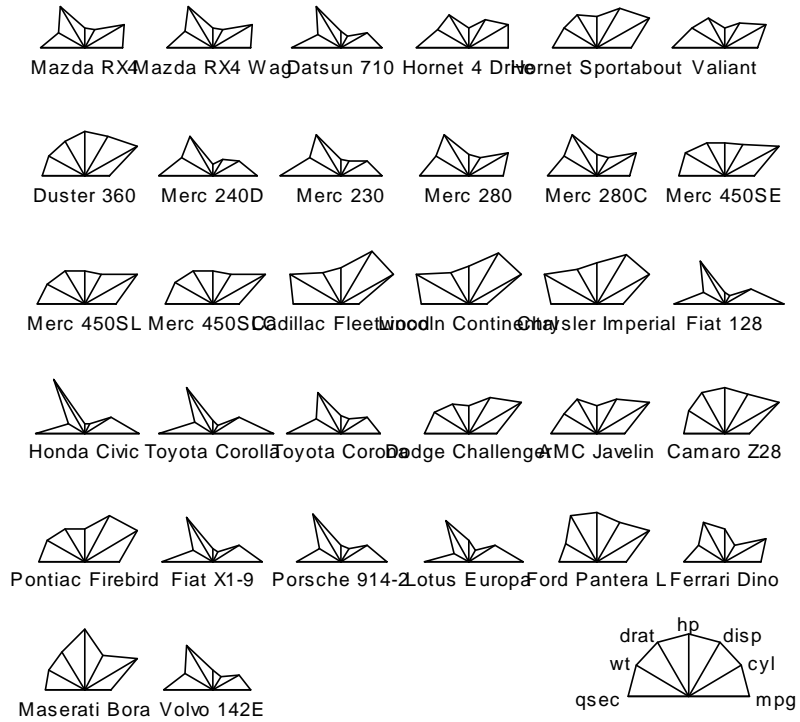 Mazda RX4 Mazda RX4 Wag Datsun 710 Hornet 4 Drive Hornet Sportabout Valiant
Duster 360 Merc 240D Merc 230 Merc 280 Merc 280C Merc 450SE
Merc 450SL Merc 450SLC Cadillac Fleetwood Lincoln Continental Chrysler Imperial Fiat 128
Honda Civic Toyota Corolla Toyota Corona Dodge Challenger AMC Javelin Camaro Z28
Pontiac Firebird Fiat X1-9 Porsche 914-2 Lotus Europa Ford Pantera L Ferrari Dino
hp
drat disp
wt cyl
qsec mpg
Maserati Bora Volvo 142E